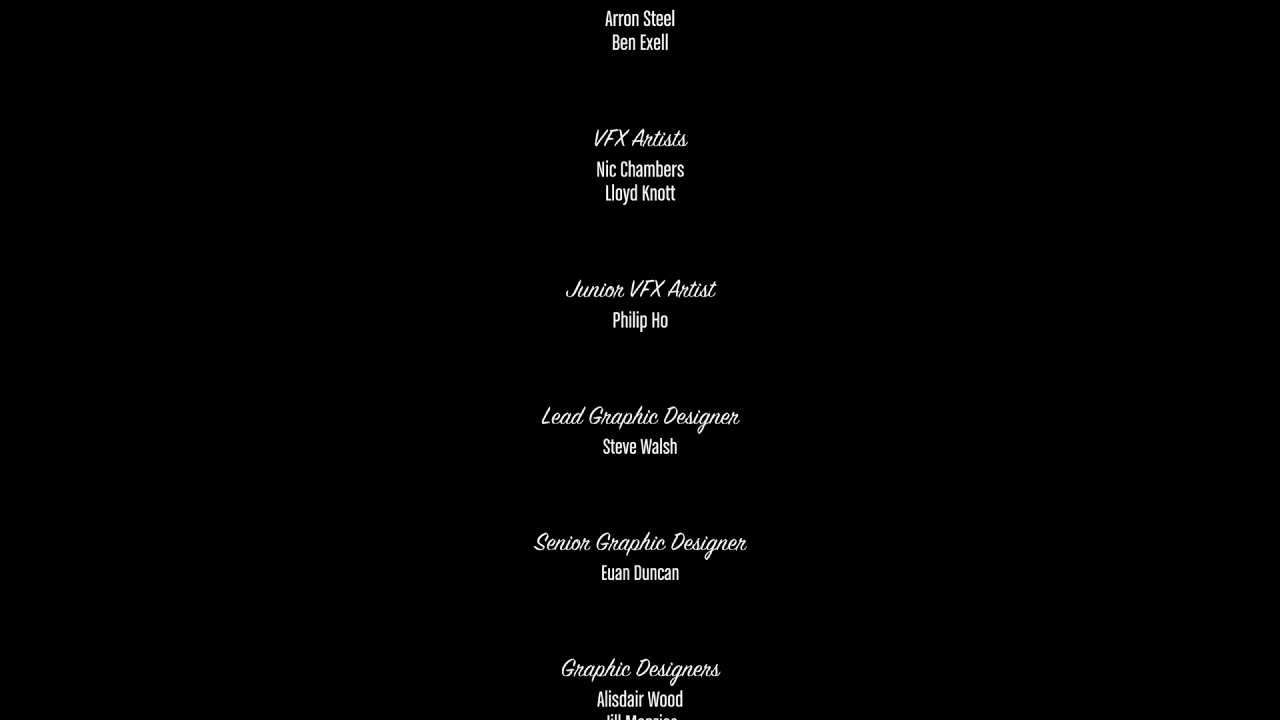 Arron Steel
Ben Exell
VFX Artists
Nic Chambers
Lloyd Knott
Junior VFX Artist
Philip Ho
Lead Graphic Designer
Steve Walsh
Senior Graphic Designer
Euan Duncan
Graphic Designers
Alisdair Wood